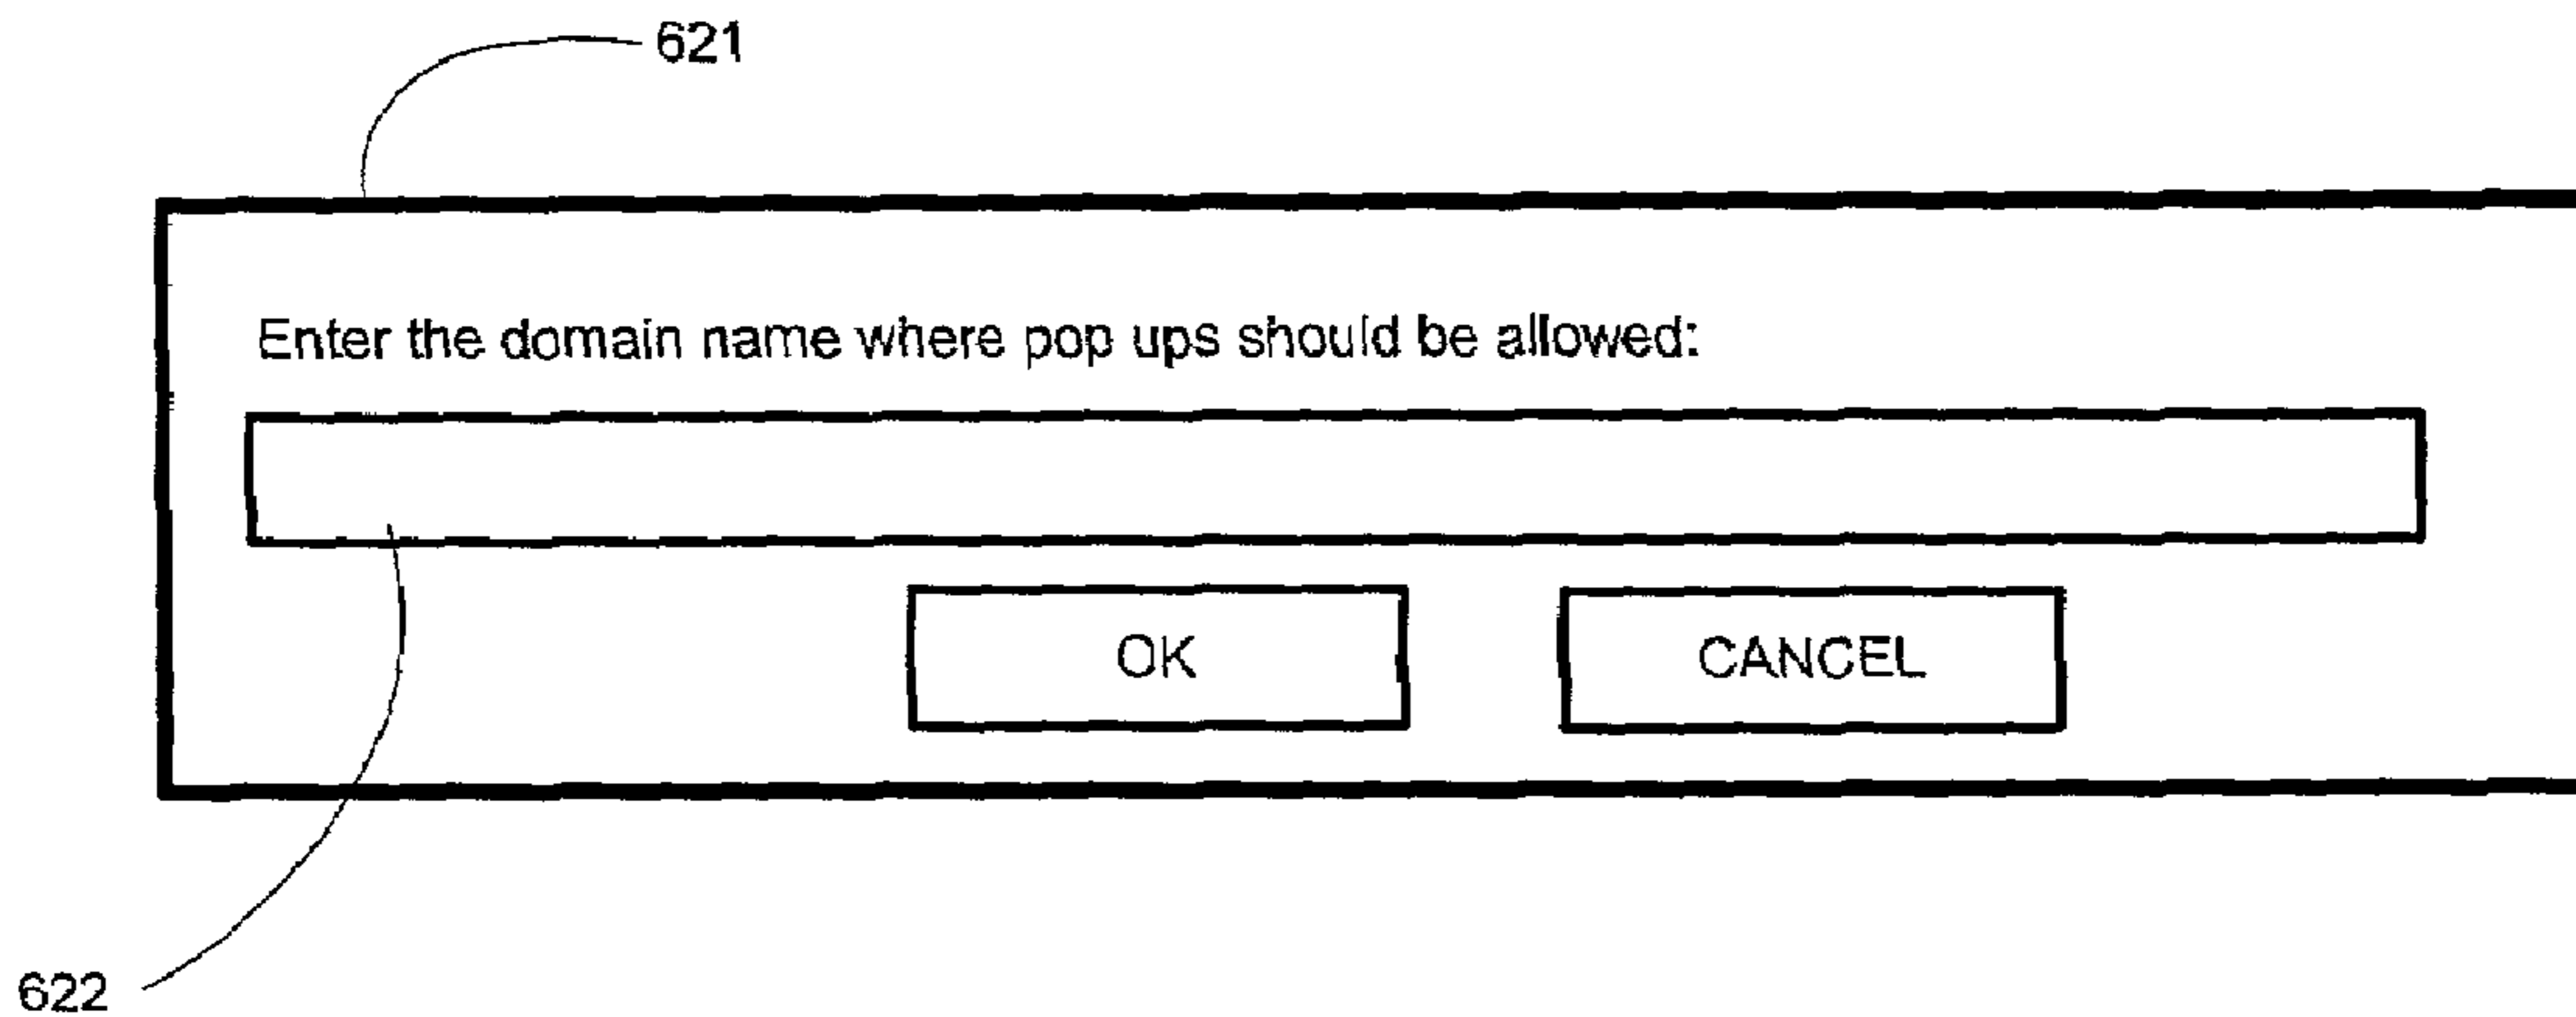 621
Enter the domain name where pop ups should be allowed:
OK CANCEL
622